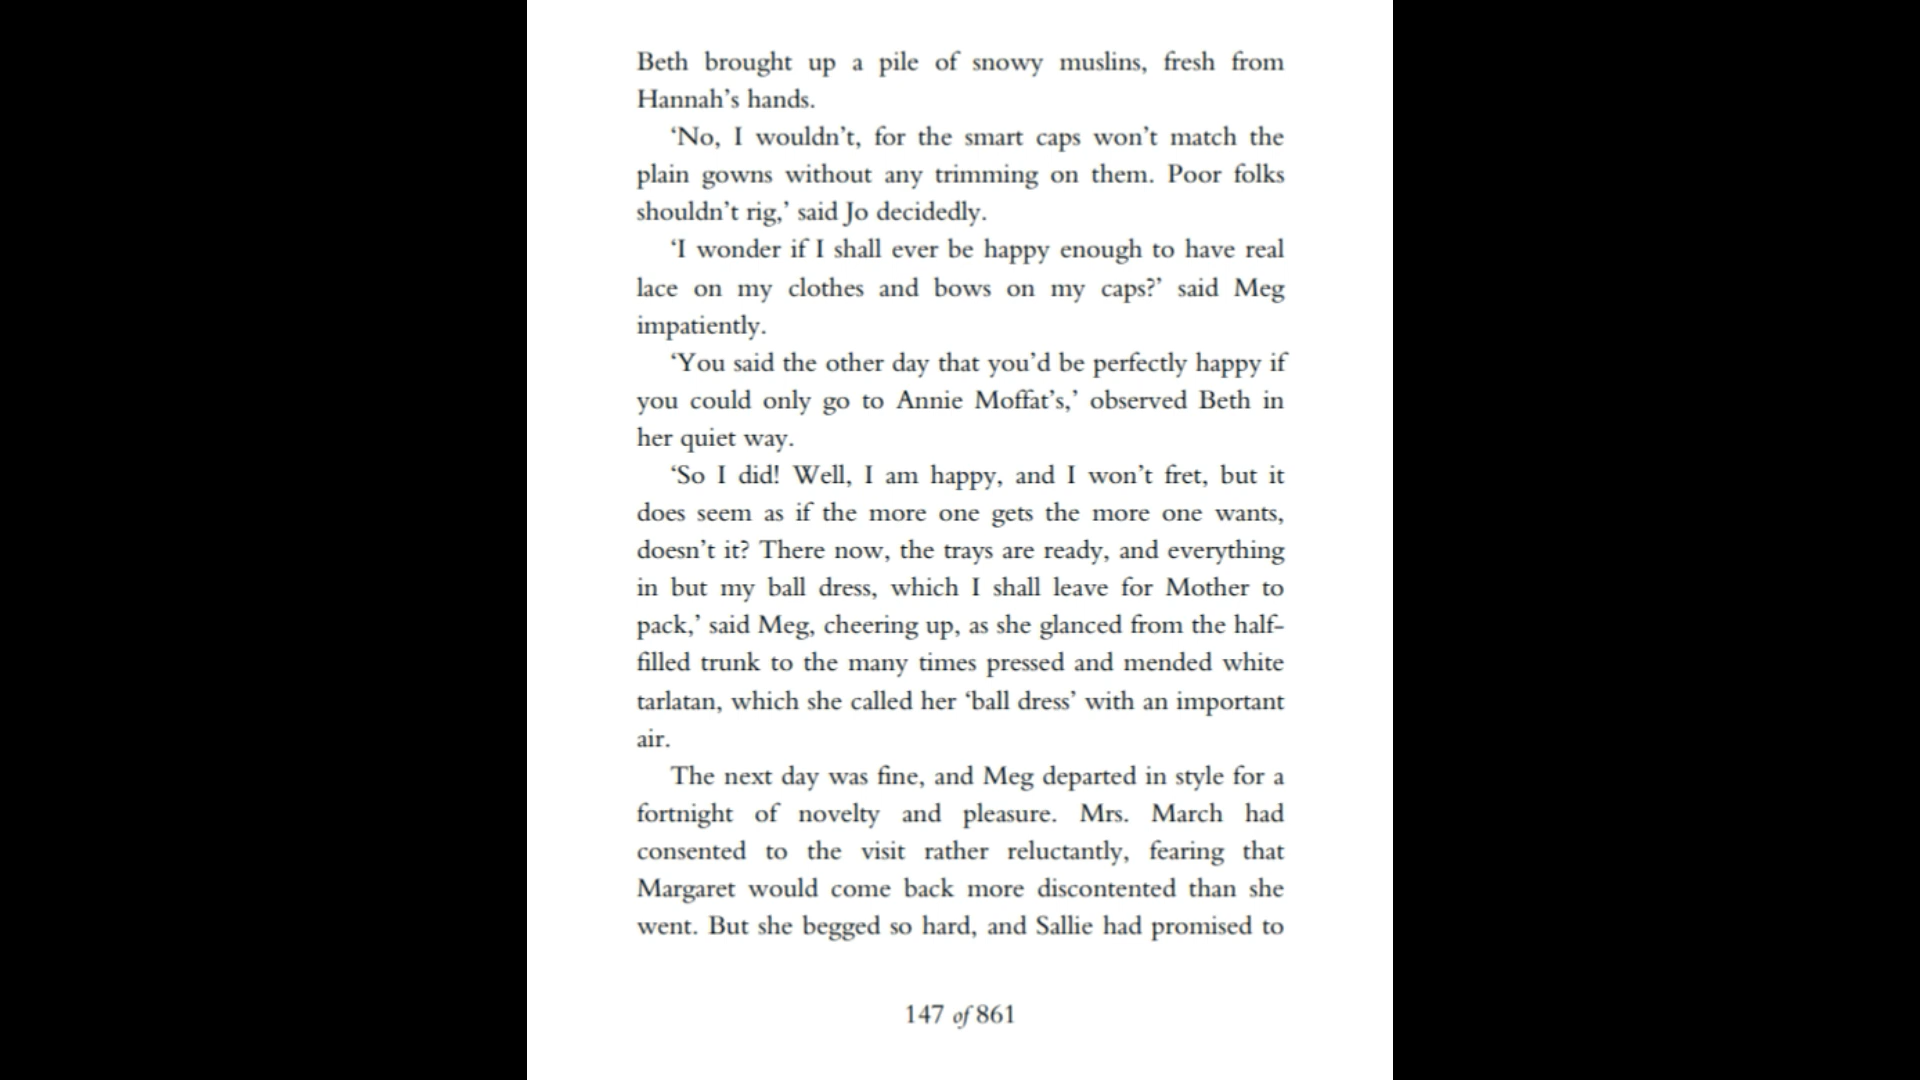 Beth brought up a pile of snowy muslins, fresh from
Hannah’s hands.
‘No, I wouldn’t, for the smart caps won’t match the
plain gowns without any trimming on them. Poor folks
shouldn’t rig,’ said Jo decidedly.
‘I wonder if I shall ever be happy enough to have real
lace on my clothes and bows on my caps?’ said Meg
impatiently.
‘You said the other day that you’d be perfectly happy if
you could only go to Annie Moffat’s,’ observed Beth in
her quiet way.
‘So I did! Well, I am happy, and I won’t fret, but it
does seem as if the more one gets the more one wants,
doesn’t it? There now, the trays are ready, and everything
in but my ball dress, which I shall leave for Mother to
pack,’ said Meg, cheering up, as she glanced from the half-
filled trunk to the many times pressed and mended white
tarlatan, which she called her ‘ball dress’ with an important
air.
The next day was fine, and Meg departed in style for a
fortnight of novelty and pleasure. Mrs. March had
consented to the visit rather reluctantly, fearing that
Margaret would come back more discontented than she
went. But she begged so hard, and Sallie had promised to
147 of 861